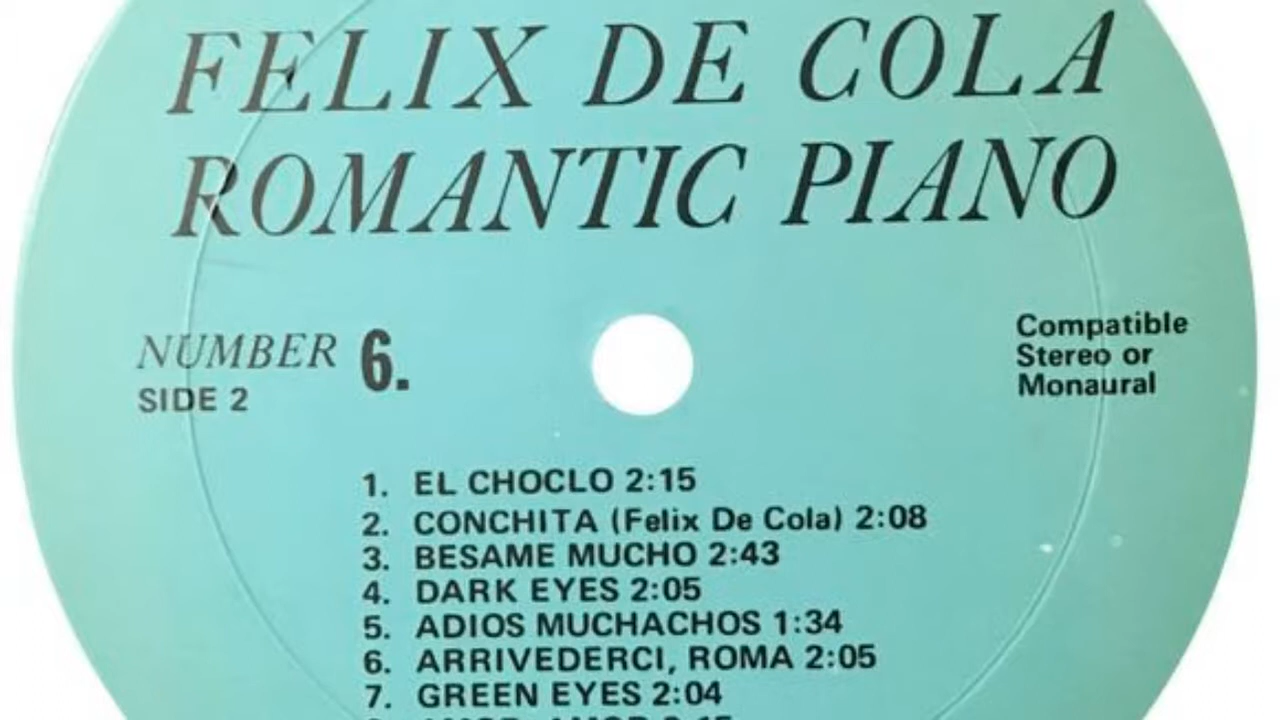 FELIX DE COLA
ROMANTIC PIANO
NUMBER 6.
SIDE 2
Compatible
Stereo or
Monaural
1. EL CHOCLO 2:15
2. CONCHITA (Felix De Cola) 2:08
3. BESAME MUCHO 2:43
4. DARK EYES 2:05
5. ADIOS MUCHACHOS 1:34
6. ARRIVEDERCI, ROMA 2:05
7. GREEN EYES 2:04